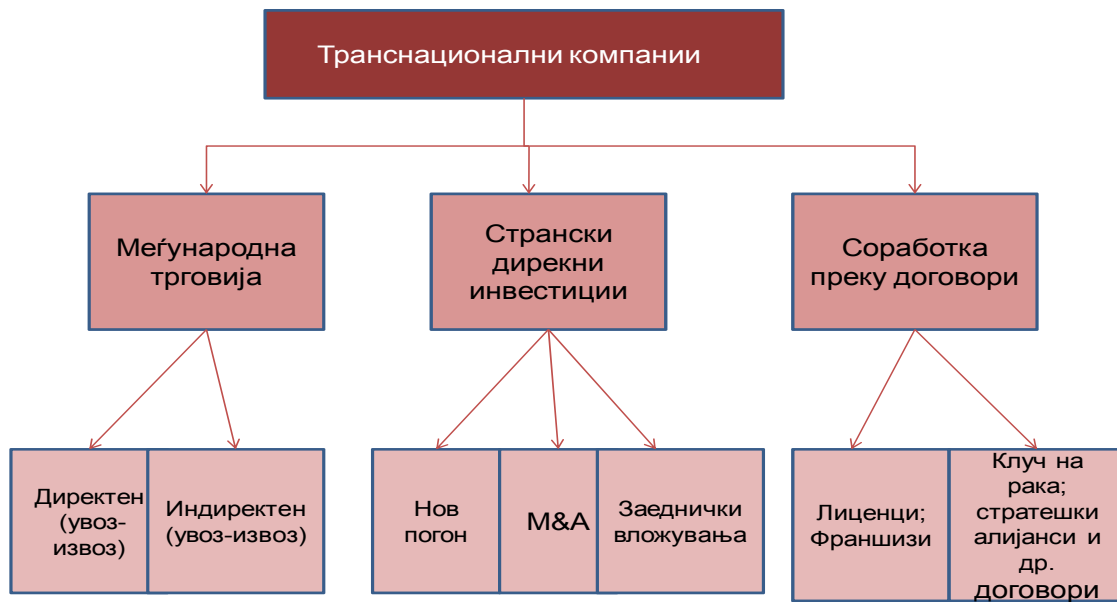 Транснационални компании
Меѓународна
трговија
Странски
дирекни
инвестиции
Соработка
преку договори
Директен
(увоз-
извоз)
Индиректен
(увоз-извоз)
Нов
погон
M&A
Заеднички
вложувања
Лиценци;
Франшизи
Клуч на
рака;
стратешки
алијанси и
др.
договори